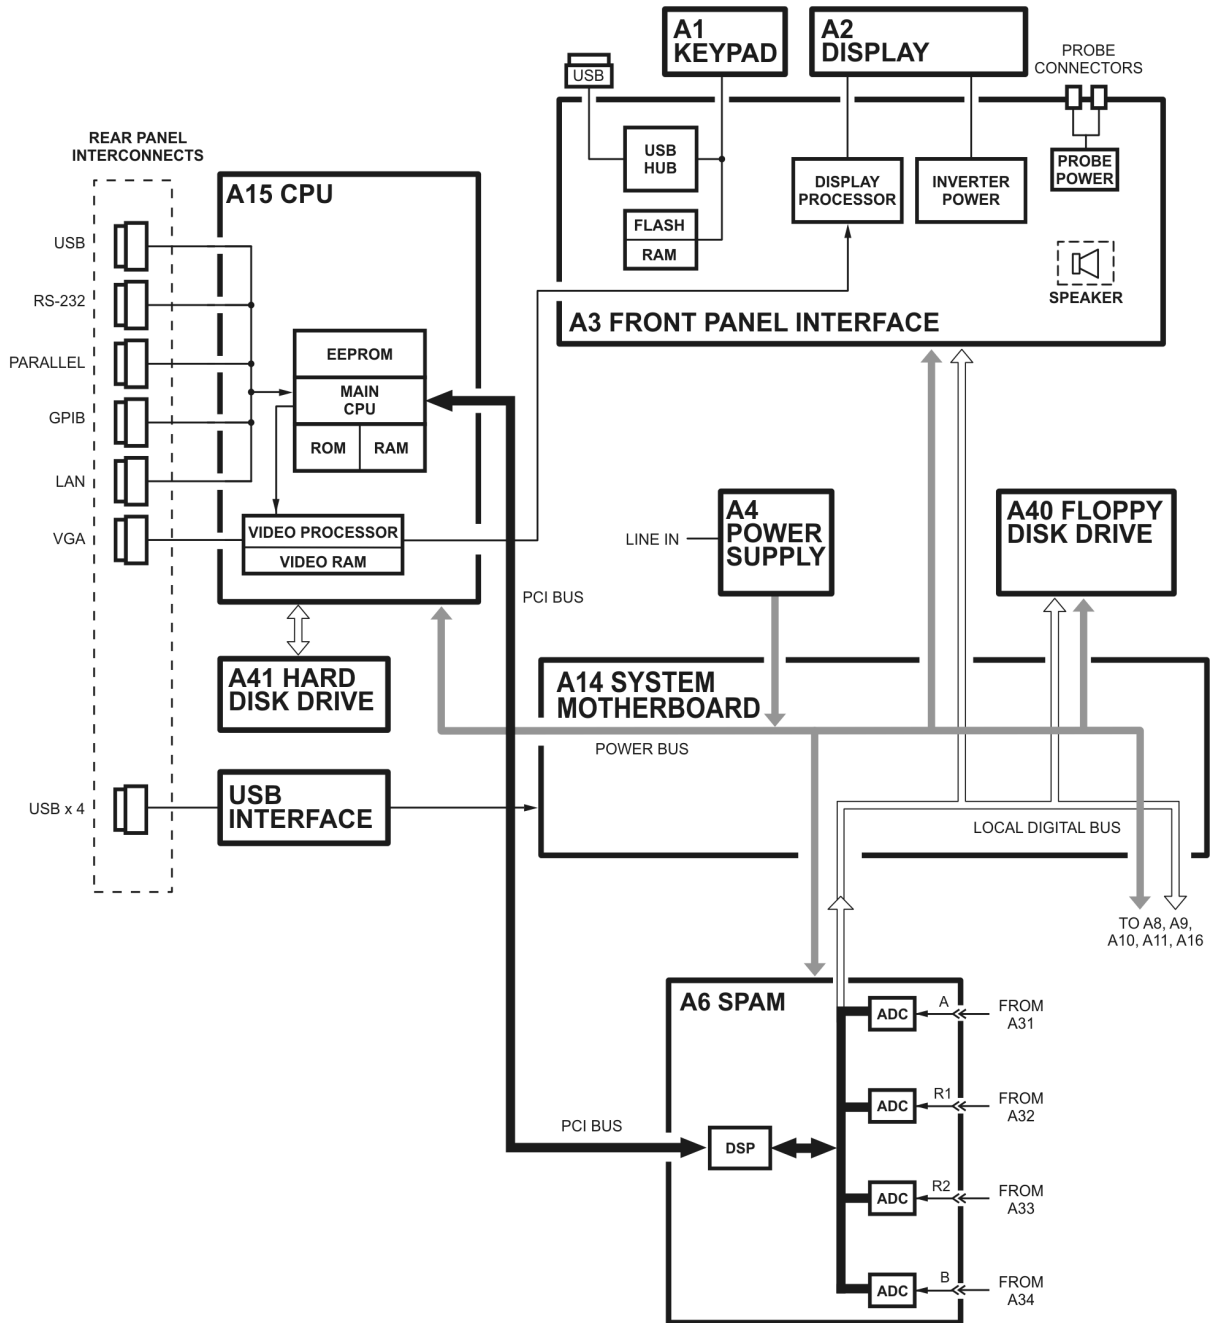 A1
KEYPAD
A2
DISPLAY
PROBE
CONNECTORS
USB
REAR PANEL
INTERCONNECTS
USB
HUB
FLASH
RAM
DISPLAY
PROCESSOR
INVERTER
POWER
PROBE
POWER
SPEAKER
A3 FRONT PANEL INTERFACE
A15 CPU
USB
RS-232
PARALLEL
GPIB
LAN
VGA
EEPROM
MAIN
CPU
ROM
RAM
VIDEO PROCESSOR
VIDEO RAM
LINE IN
A4
POWER
SUPPLY
A40 FLOPPY
DISK DRIVE
PCI BUS
A41 HARD
DISK DRIVE
A14 SYSTEM
MOTHERBOARD
POWER BUS
USB x 4
USB
INTERFACE
LOCAL DIGITAL BUS
TO A8, A9,
A10, A11, A16
A6 SPAM
ADC
A
FROM
A31
ADC
R1
FROM
A32
PCI BUS
DSP
ADC
R2
FROM
A33
ADC
B
FROM
A34